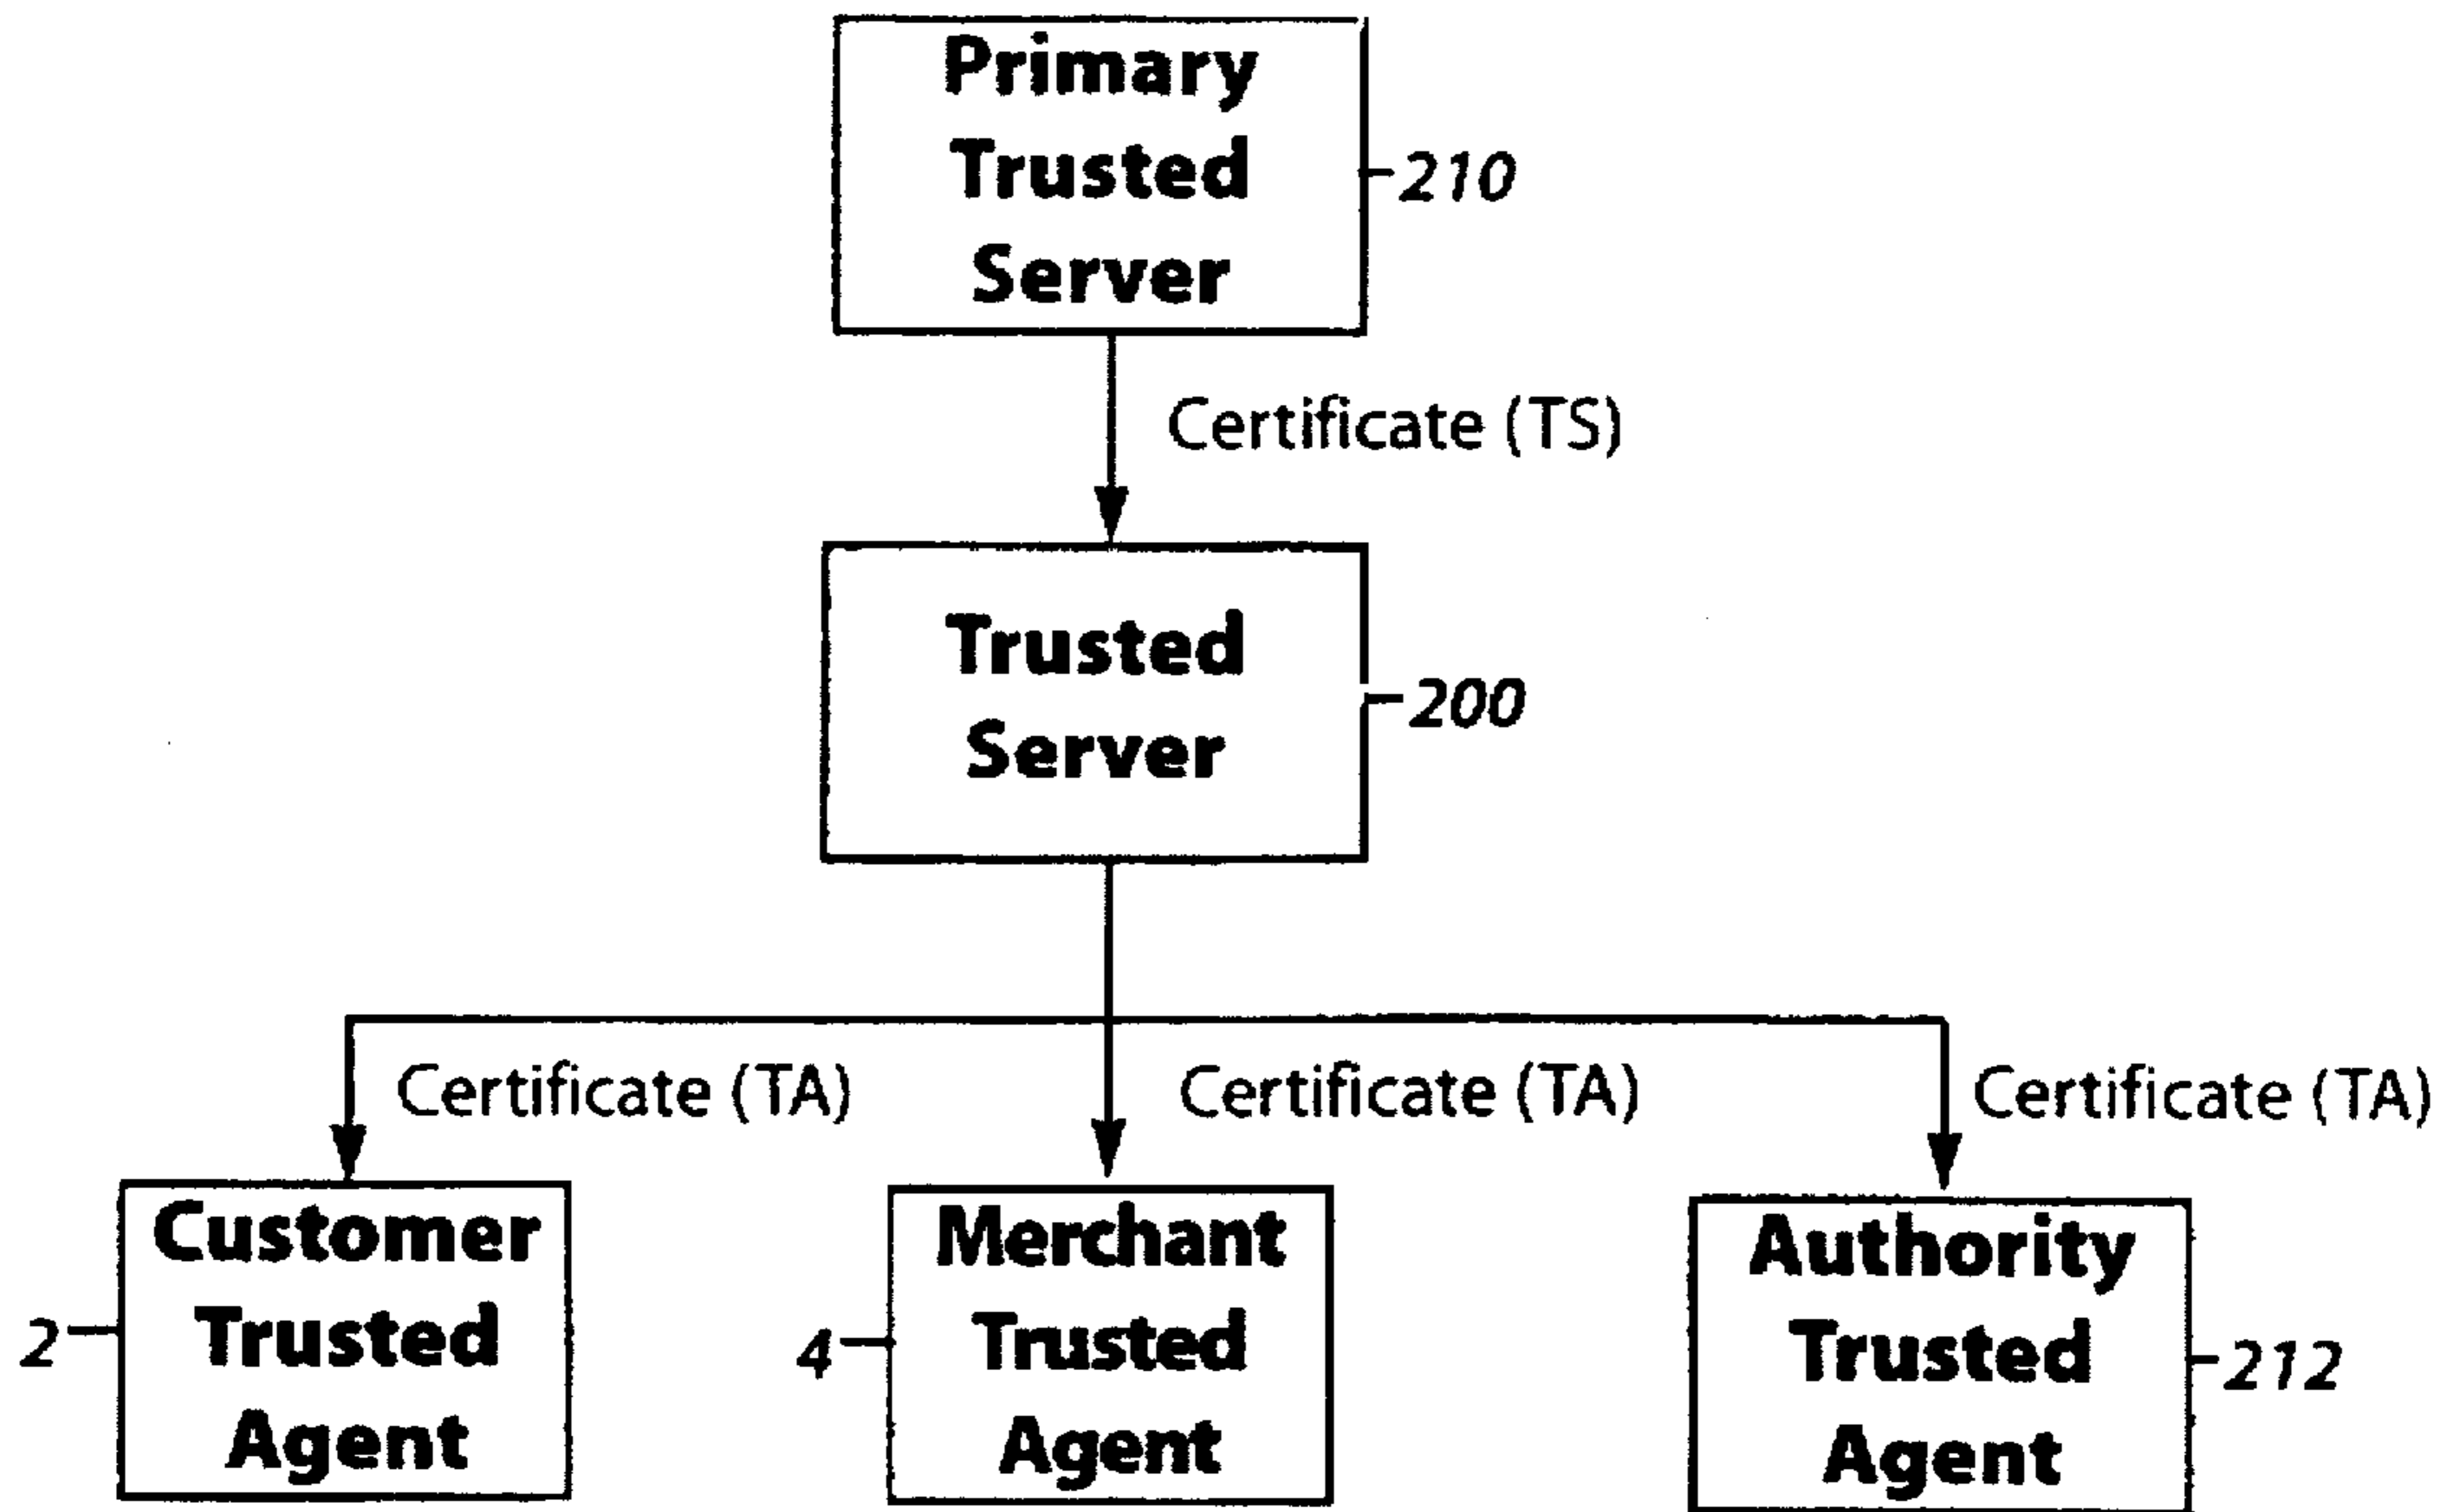 Primary
Trusted
Server
210
Certificate (TS)
Trusted
Server
200
Certificate (TA)
Certificate (TA)
Certificate (TA)
Customer
Trusted
Agent
2
Merchant
Trusted
Agent
4
Authority
Trusted
Agent
212